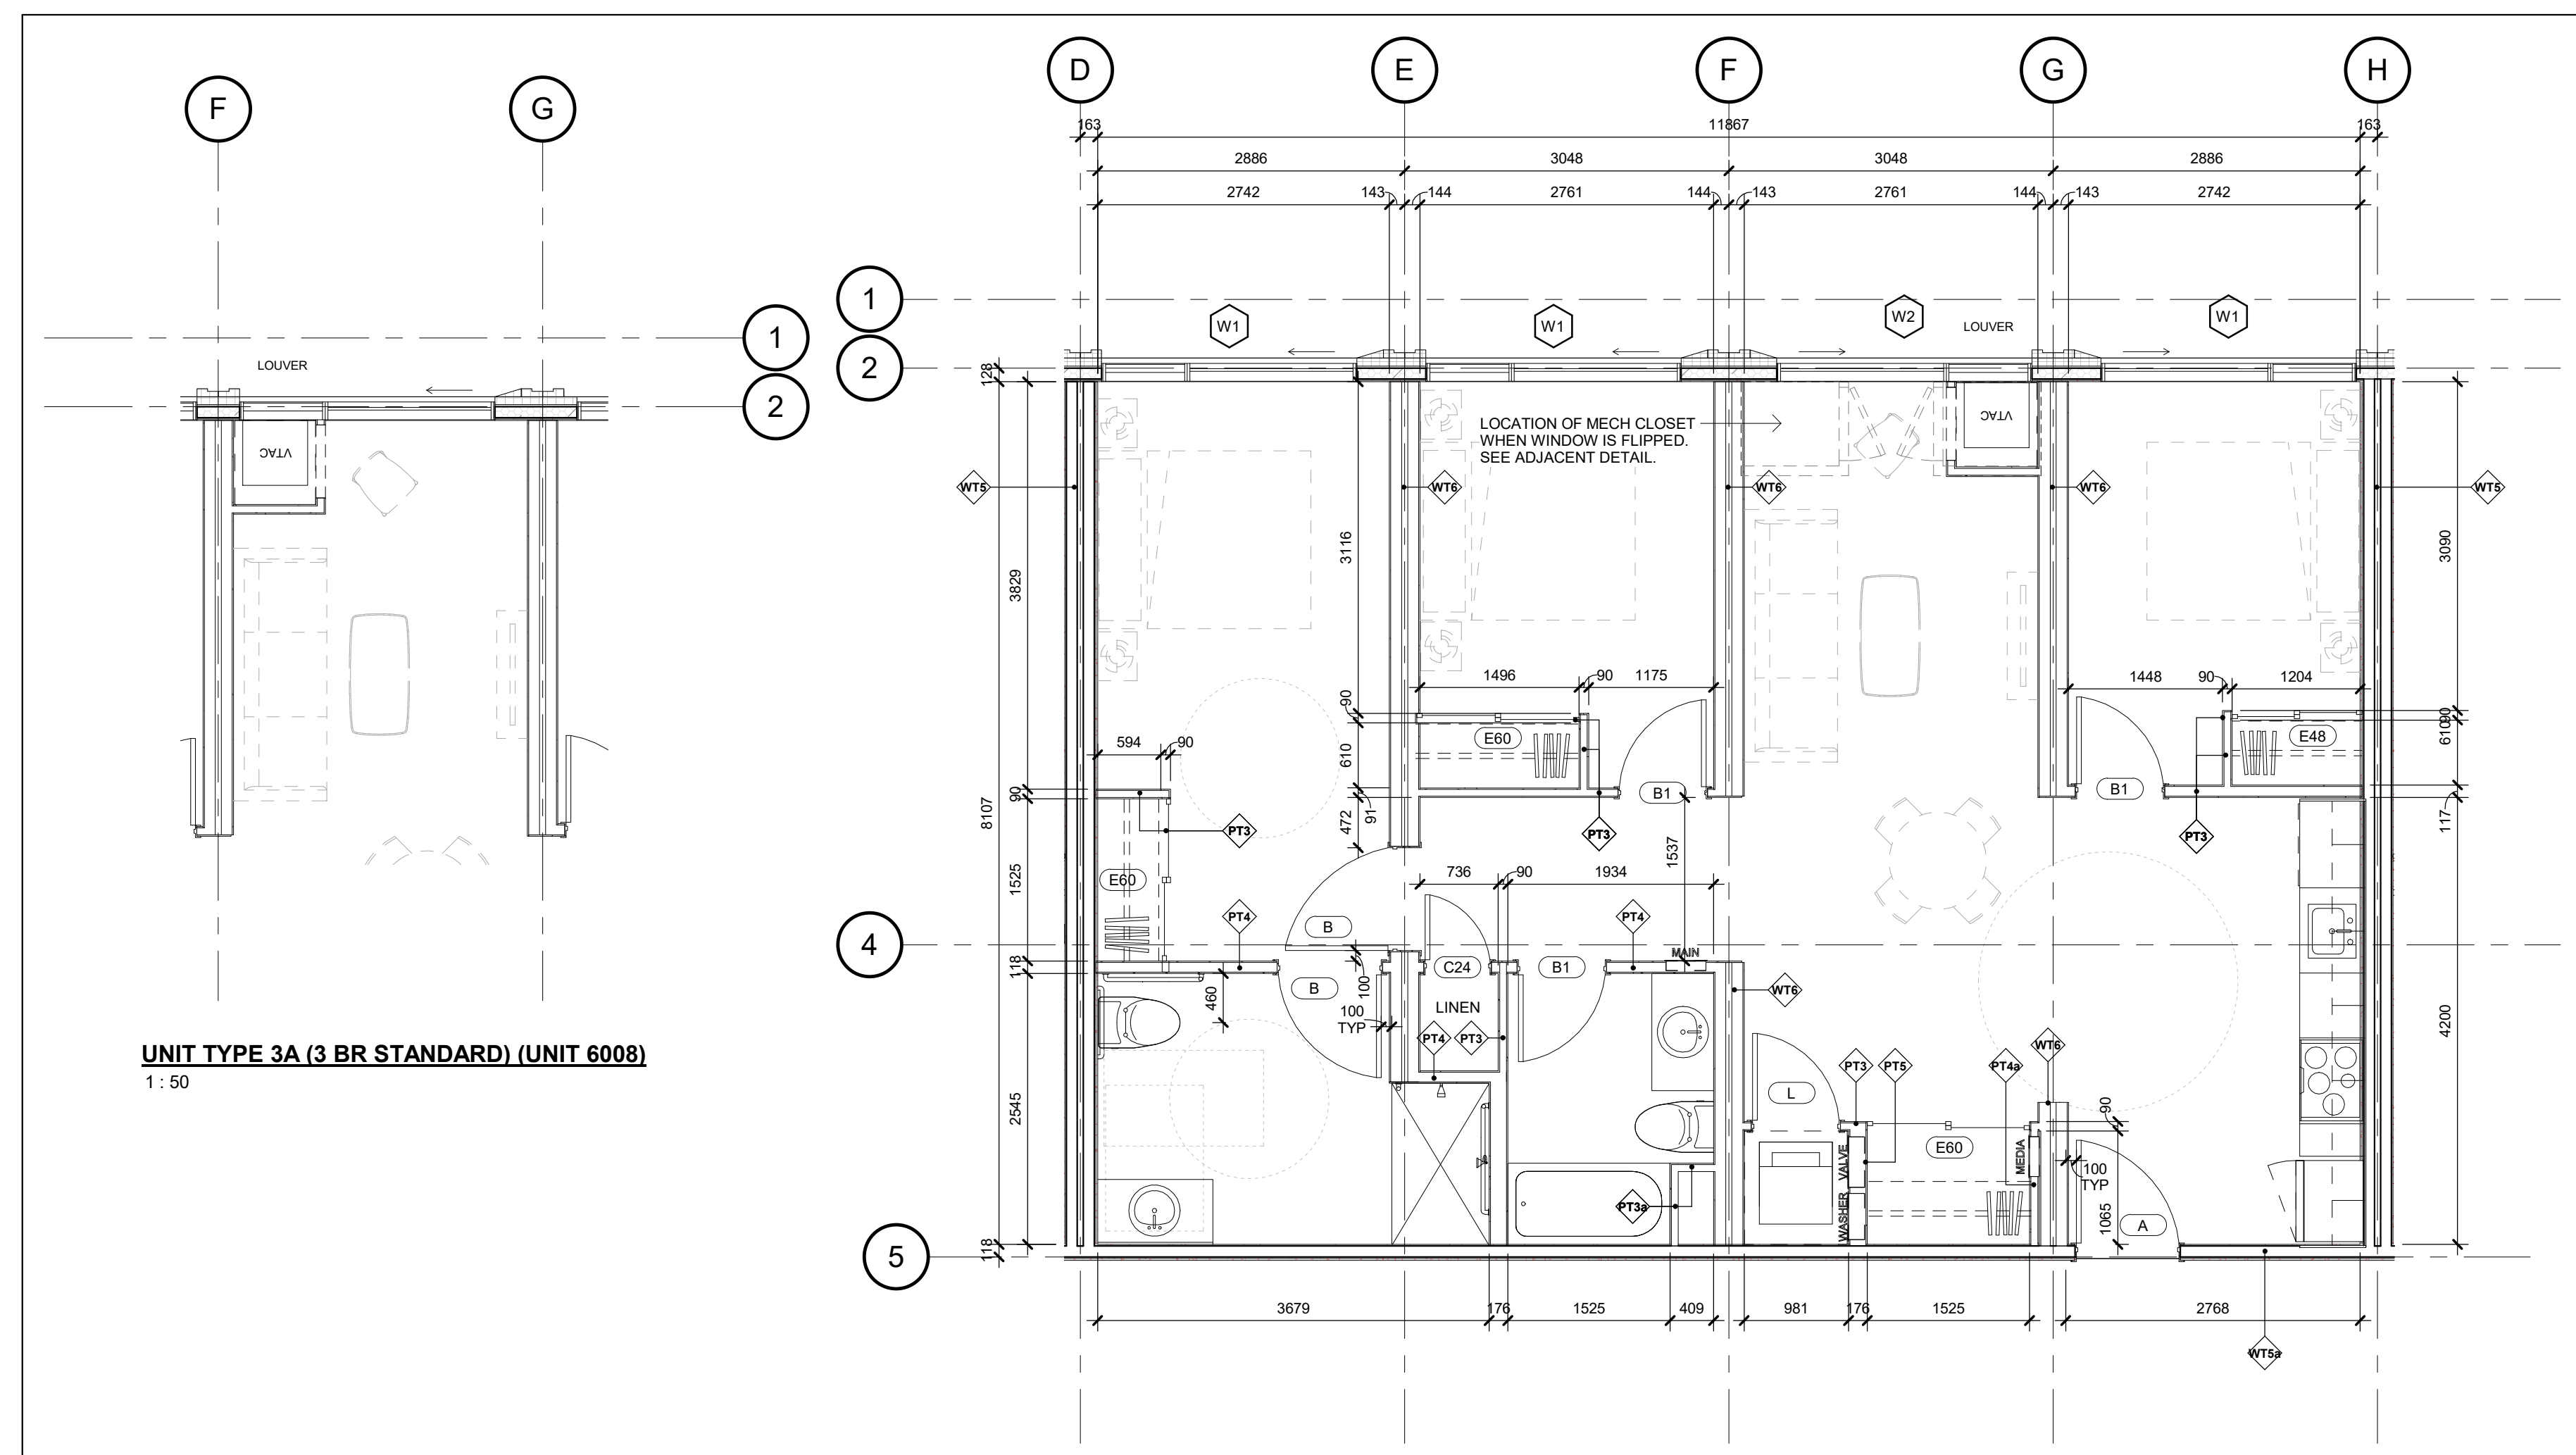 D E F G H
F G
163 11867 163
2886 3048 3048 2886
2742 143 144 2761 144 143 2761 144 143 2742
1
W1 W1 W2 W1
LOUVER
1
2
LOUVER
2
128
VTAC
LOCATION OF MECH CLOSET
WHEN WINDOW IS FLIPPED.
SEE ADJACENT DETAIL.
VTAC
WT5 WT6 WT6 WT6 WT5
3829 3116 3090
1496 90 1175
1448 90 1204
90
E60
610
594 90
90
610
E48
90
91
B1
B1
8107
472
117
PT3
PT3
PT3
1537
1525
E60
736 90 1934
PT4
PT4
B
4
MAIN
118
C24
B1
B
100
460
WT6
LINEN
100
TYP
PT4 PT3
4200
WT6
UNIT TYPE 3A (3 BR STANDARD) (UNIT 6008)
1 : 50
PT3 PT5 PT4a
L
2545
90
E60
WASHER VALVE
MEDIA
100
TYP
PT3a
1065
A
118
5
3679 176 1525 409 981 176 1525 2768
WT5a